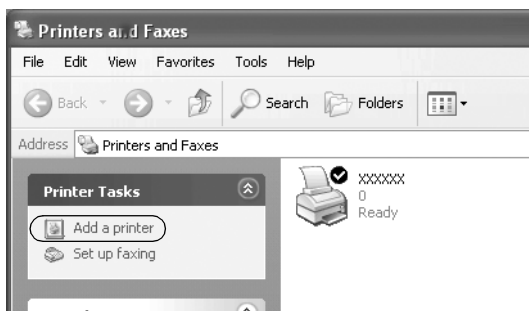 Printers and Faxes
File Edit View Favorites Tools Help
Back Search Folders
Address Printers and Faxes
Printer Tasks
Add a printer
Set up faxing
xxxxxx
0
Ready